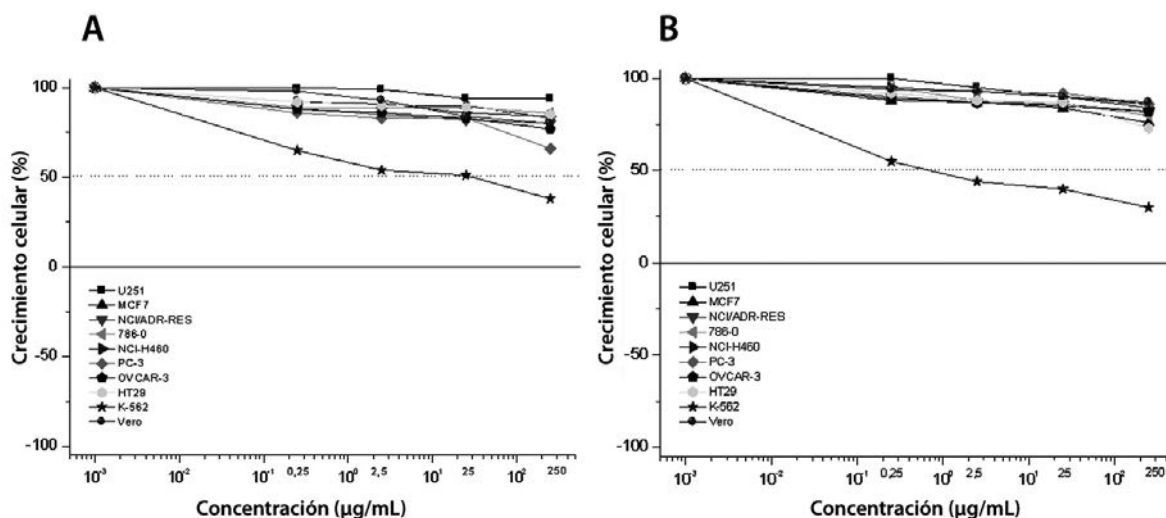 A
Crecimiento celular (%)
100
50
0
-50
-100
U251
MCF7
NCI/ADR-RES
786-0
NCI-H460
PC-3
OVCAR-3
HT29
K-562
Vero
10⁻³
10⁻²
10⁻¹
0,25
10⁰
2,5
10¹
25
10²
250
Concentración (µg/mL)
B
Crecimiento celular (%)
100
50
0
-50
-100
U251
MCF7
NCI/ADR-RES
786-0
NCI-H460
PC-3
OVCAR-3
HT29
K-562
Vero
10⁻³
10⁻²
10⁻¹
0,25
10⁰
2,5
10¹
25
10²
250
Concentración (µg/mL)